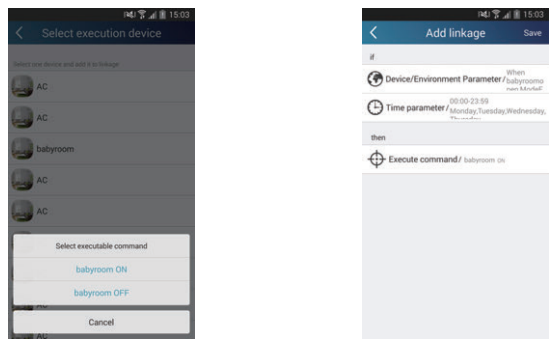 15:03
Select execution device
Select one device and add it to linkage
AC
AC
babyroom
AC
AC
Select executable command
babyroom ON
babyroom OFF
Cancel
AC
15:03
Add linkage Save
if
Device/Environment Parameter/
When
babyroomo
Time parameter/
00:00-23:59
Monday,Tuesday,Wednesday,
then
Execute command/ babyroom ON